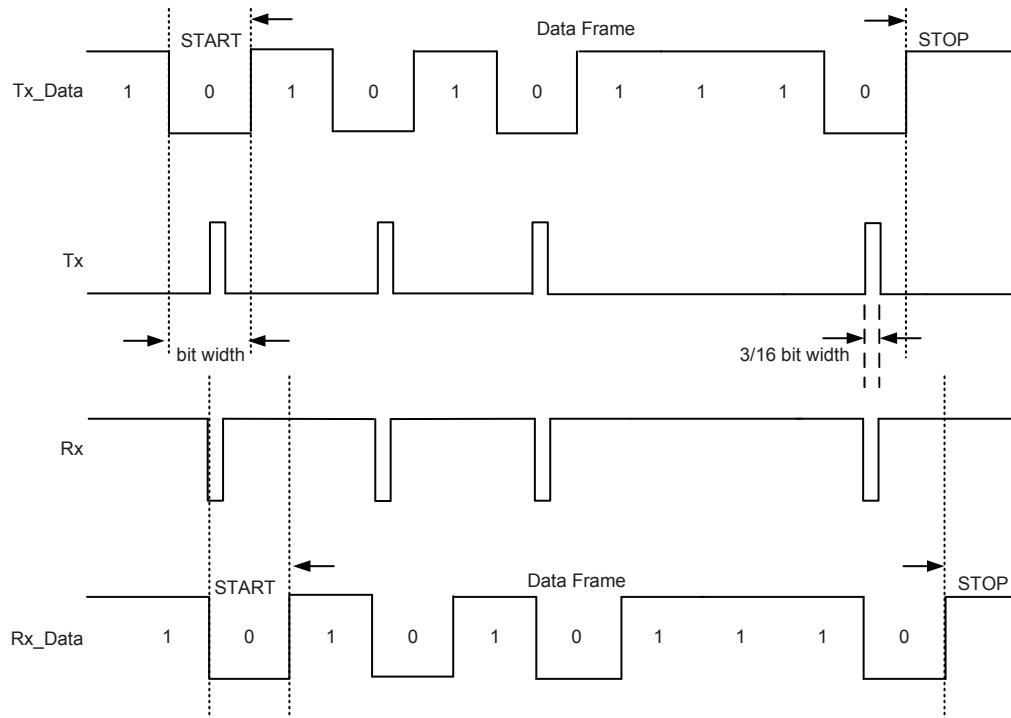 START
Data Frame
STOP
Tx_Data
1 0 1 0 1 0 1 1 1 0
Tx
bit width
3/16 bit width
Rx
START
Data Frame
STOP
Rx_Data
1 0 1 0 1 0 1 1 1 0